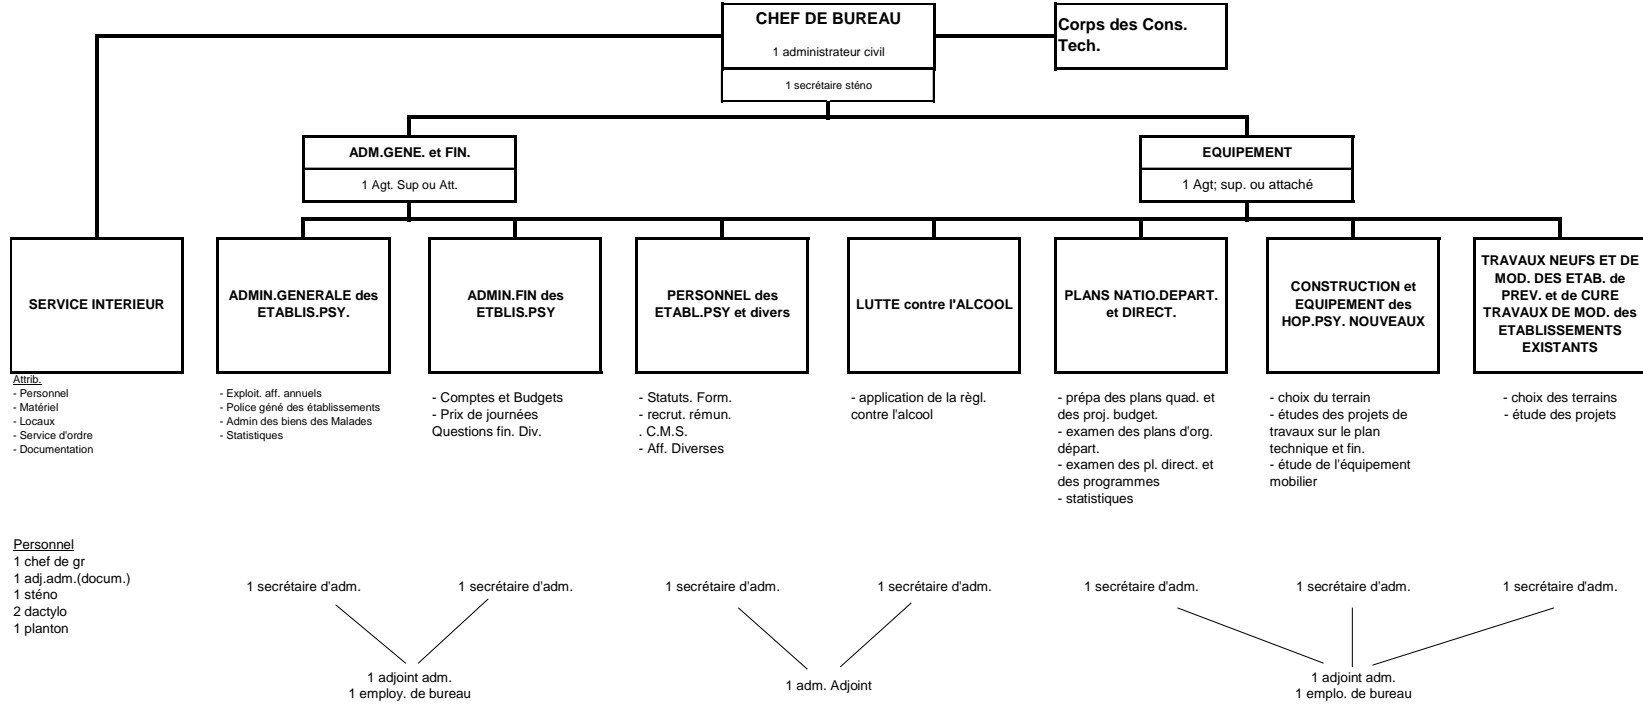 CHEF DE BUREAU
1 administrateur civil
1 secrétaire sténo
Corps des Cons.
Tech.
ADM.GENE. et FIN.
1 Agt. Sup ou Att.
EQUIPEMENT
1 Agt; sup. ou attaché
SERVICE INTERIEUR
ADMIN.GENERALE des
ETABLIS.PSY.
ADMIN.FIN des
ETBLIS.PSY
PERSONNEL des
ETABL.PSY et divers
LUTTE contre l'ALCOOL
PLANS NATIO.DEPART.
et DIRECT.
CONSTRUCTION et
EQUIPEMENT des
HOP.PSY. NOUVEAUX
TRAVAUX NEUFS ET DE
MOD. DES ETAB. de
PREV. et de CURE
TRAVAUX DE MOD. des
ETABLISSEMENTS
EXISTANTS
Attrib.
- Personnel
- Matériel
- Locaux
- Service d'ordre
- Documentation
- Exploit. aff. annuels
- Police géné des établissements
- Admin des biens des Malades
- Statistiques
- Comptes et Budgets
- Prix de journées
Questions fin. Div.
- Statuts. Form.
- recrut. rémun.
. C.M.S.
- Aff. Diverses
- application de la règl.
contre l'alcool
- prépa des plans quad. et
des proj. budget.
- examen des plans d'org.
départ.
- examen des pl. direct. et
des programmes
- statistiques
- choix du terrain
- études des projets de
travaux sur le plan
technique et fin.
- étude de l'équipement
mobilier
- choix des terrains
- étude des projets
Personnel
1 chef de gr
1 adj.adm.(docum.)
1 sténo
2 dactylo
1 planton
1 secrétaire d'adm.
1 secrétaire d'adm.
1 secrétaire d'adm.
1 secrétaire d'adm.
1 secrétaire d'adm.
1 secrétaire d'adm.
1 secrétaire d'adm.
1 adjoint adm.
1 employ. de bureau
1 adm. Adjoint
1 adjoint adm.
1 emplo. de bureau